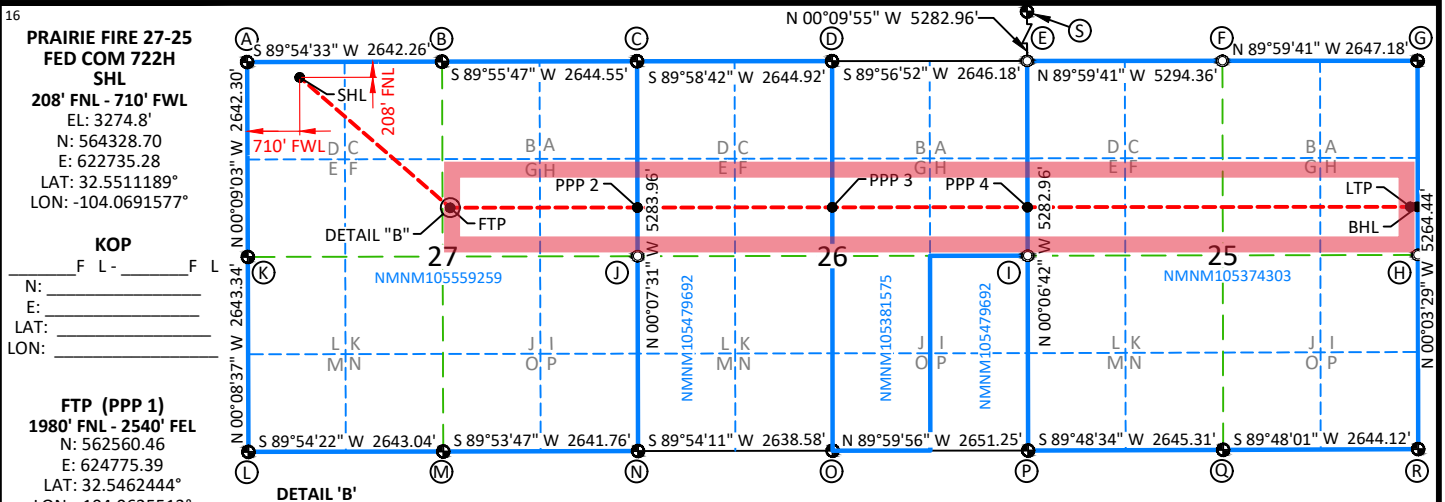 16
PRAIRIE FIRE 27-25
FED COM 722H
SHL
208' FNL - 710' FWL
EL: 3274.8'
N: 564328.70
E: 622735.28
LAT: 32.5511189°
LON: -104.0691577°
KOP
________F L - ________F L
N: ________________
E: ________________
LAT: ________________
LON: ________________
FTP (PPP 1)
1980' FNL - 2540' FEL
N: 562560.46
E: 624775.39
LAT: 32.5462444°
N 00°09'55" W 5282.96'
S
A
B
C
D
E
F
G
S 89°54'33" W 2642.26'
S 89°55'47" W 2644.55'
S 89°58'42" W 2644.92'
S 89°56'52" W 2646.18'
N 89°59'41" W 5294.36'
N 89°59'41" W 2647.18'
SHL
208' FNL
710' FWL
N 00°09'03" W 2642.30'
D C
E F
B A
G H
D C
E F
B A
G H
D C
E F
B A
G H
PPP 2
PPP 3
PPP 4
LTP
BHL
FTP
DETAIL "B"
N 00°07'31" W 5283.96'
N 00°06'42" W 5282.96'
N 00°03'29" W 5264.44'
K
27
J
26
I
25
H
NMNM105559259
NMNM105374303
NMNM105479692
NMNM105381575
NMNM105479692
N 00°08'37" W 2643.34'
L K
M N
J I
O P
L K
M N
J I
O P
L K
M N
J I
O P
S 89°54'22" W 2643.04'
S 89°53'47" W 2641.76'
S 89°54'11" W 2638.58'
N 89°59'56" W 2651.25'
S 89°48'34" W 2645.31'
S 89°48'01" W 2644.12'
L
M
N
O
P
Q
R
DETAIL 'B'